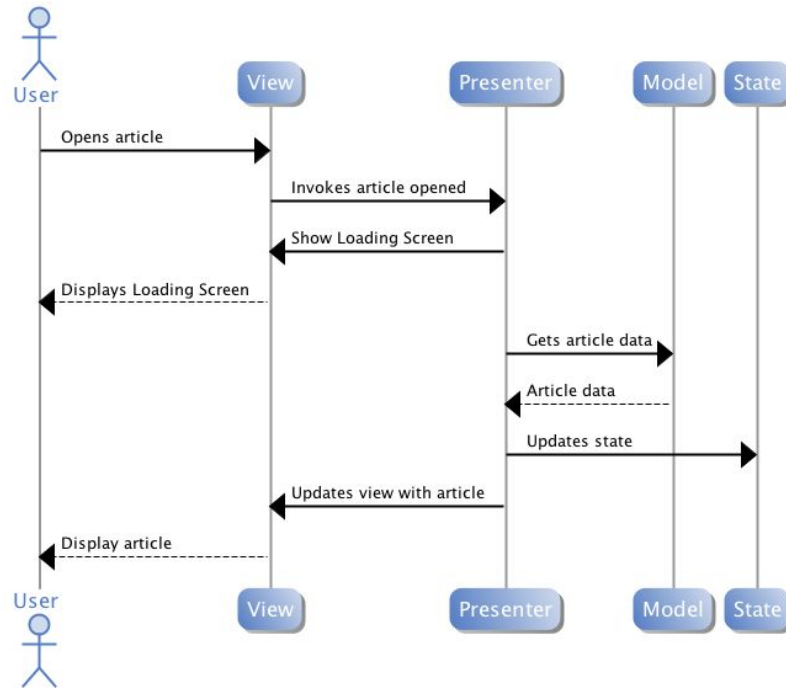 User
View
Presenter
Model
State
Opens article
Invokes article opened
Show Loading Screen
Displays Loading Screen
Gets article data
Article data
Updates state
Updates view with article
Display article
User
View
Presenter
Model
State